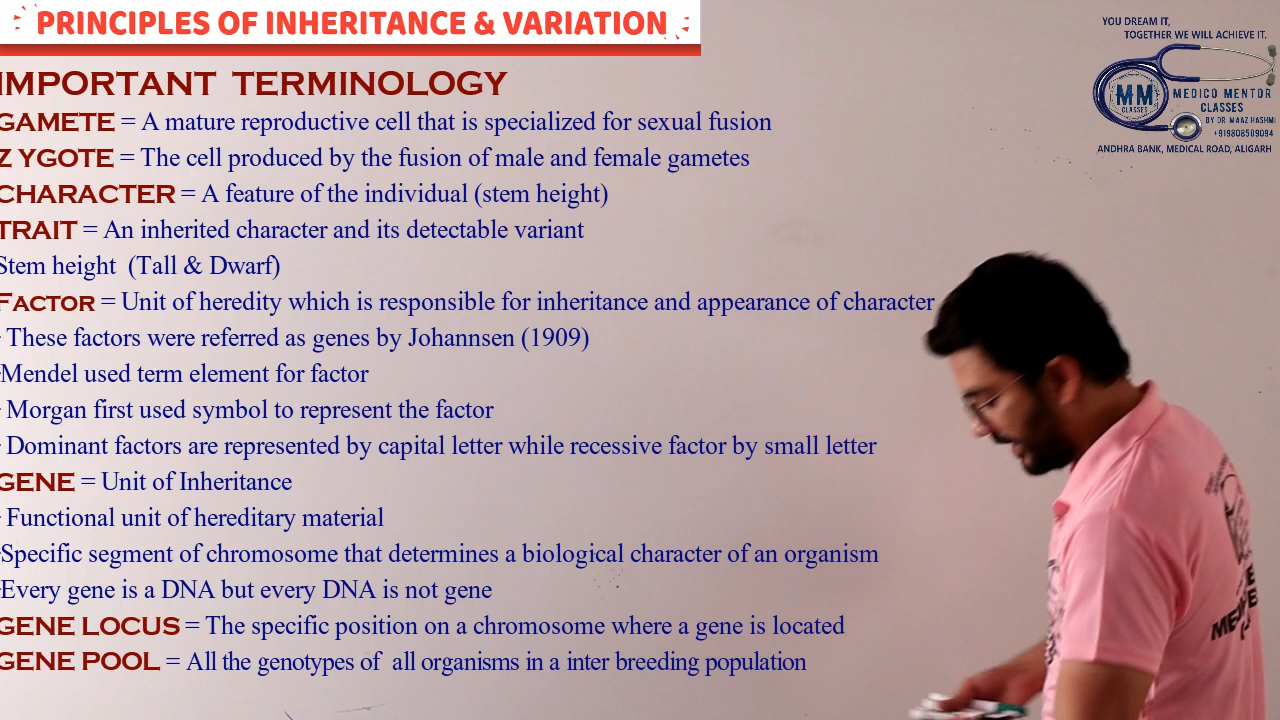 PRINCIPLES OF INHERITANCE & VARIATION
IMPORTANT TERMINOLOGY
GAMETE = A mature reproductive cell that is specialized for sexual fusion
Z YGOTE = The cell produced by the fusion of male and female gametes
CHARACTER = A feature of the individual (stem height)
TRAIT = An inherited character and its detectable variant
Stem height (Tall & Dwarf)
FACTOR = Unit of heredity which is responsible for inheritance and appearance of character
- These factors were referred as genes by Johannsen (1909)
-Mendel used term element for factor
- Morgan first used symbol to represent the factor
- Dominant factors are represented by capital letter while recessive factor by small letter
GENE = Unit of Inheritance
- Functional unit of hereditary material
-Specific segment of chromosome that determines a biological character of an organism
-Every gene is a DNA but every DNA is not gene
GENE LOCUS = The specific position on a chromosome where a gene is located
GENE POOL = All the genotypes of all organisms in a inter breeding population
YOU DREAM IT,
TOGETHER WE WILL ACHIEVE IT.
MM
CLASSES
MEDICO MENTOR
CLASSES
BY DR. MAAZ HASHMI
+919808509094
ANDHRA BANK, MEDICAL ROAD, ALIGARH